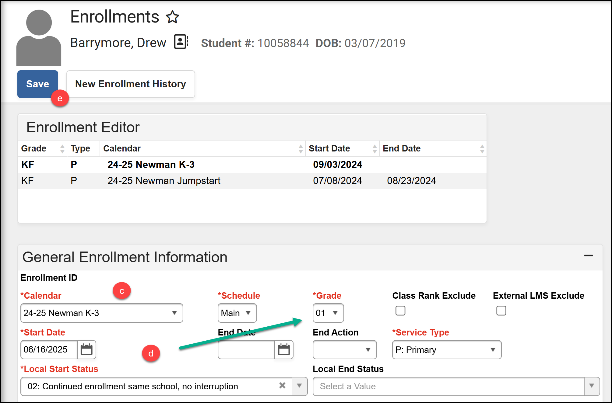 Enrollments
Barrymore, Drew Student #: 10058844 DOB: 03/07/2019
Save New Enrollment History
e
Enrollment Editor
Grade Type Calendar Start Date End Date
KF P 24-25 Newman K-3 09/03/2024
KF P 24-25 Newman Jumpstart 07/08/2024 08/23/2024
General Enrollment Information
Enrollment ID
c
*Calendar *Schedule *Grade Class Rank Exclude External LMS Exclude
24-25 Newman K-3 Main 01
*Start Date End Date End Action *Service Type
06/16/2025 d P: Primary
*Local Start Status Local End Status
02: Continued enrollment same school, no interruption Select a Value